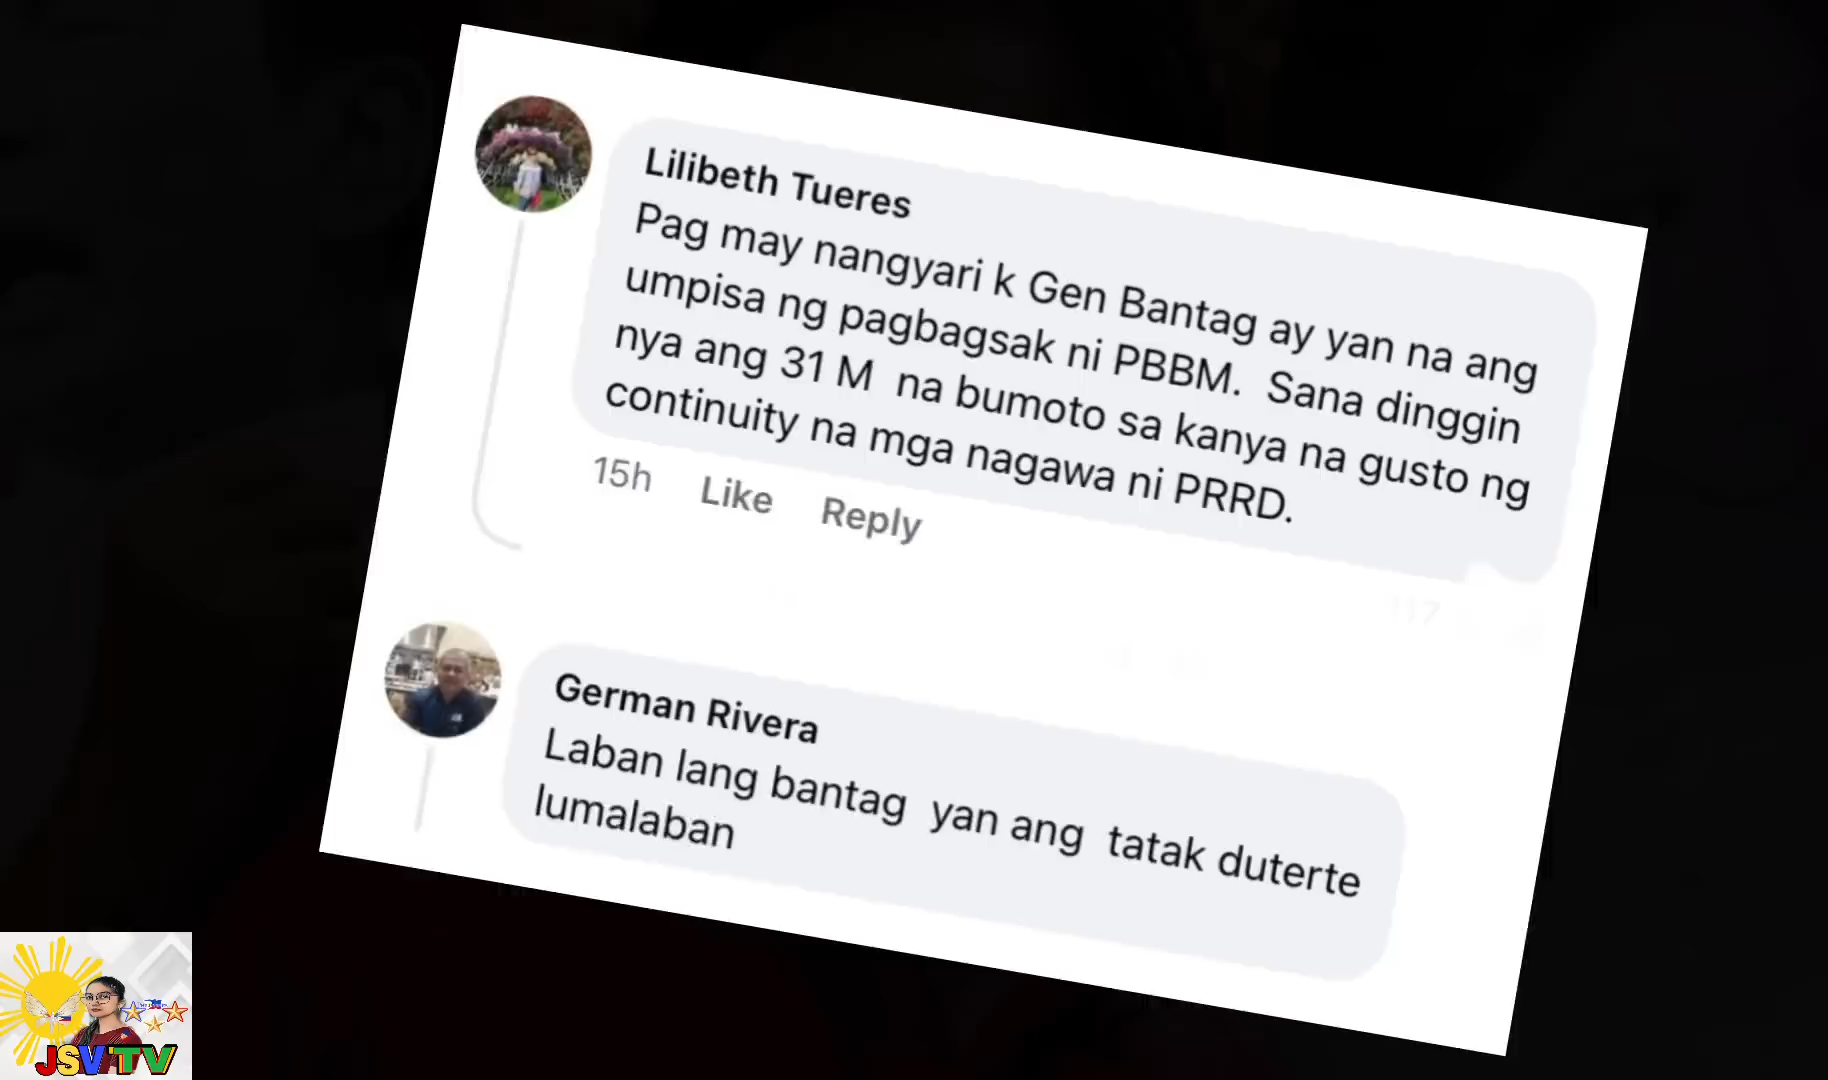 Lilibeth Tueres
Pag may nangyari k Gen Bantag ay yan na ang
umpisa ng pagbagsak ni PBBM. Sana dinggin
nya ang 31 M na bumoto sa kanya na gusto ng
continuity na mga nagawa ni PRRD.
15h Like Reply
German Rivera
Laban lang bantag yan ang tatak duterte
lumalaban
JSV TV